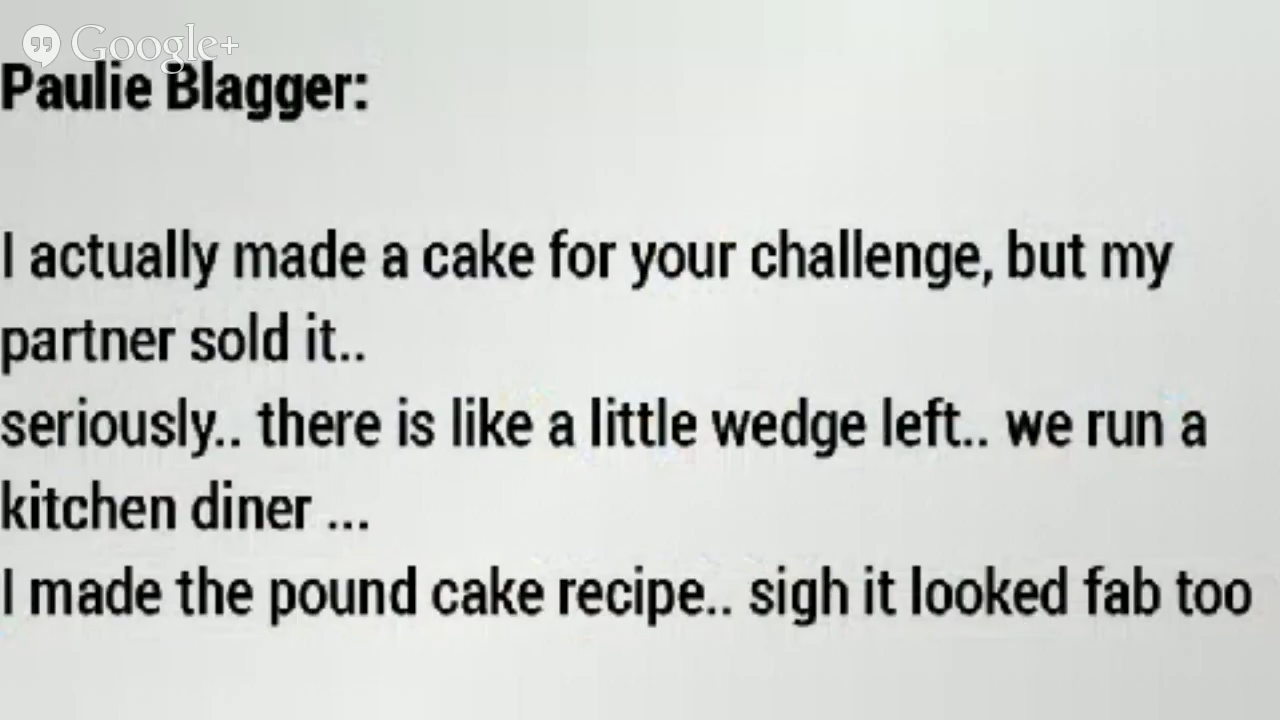 Google+
Paulie Blagger:
I actually made a cake for your challenge, but my
partner sold it..
seriously.. there is like a little wedge left.. we run a
kitchen diner ...
I made the pound cake recipe.. sigh it looked fab too